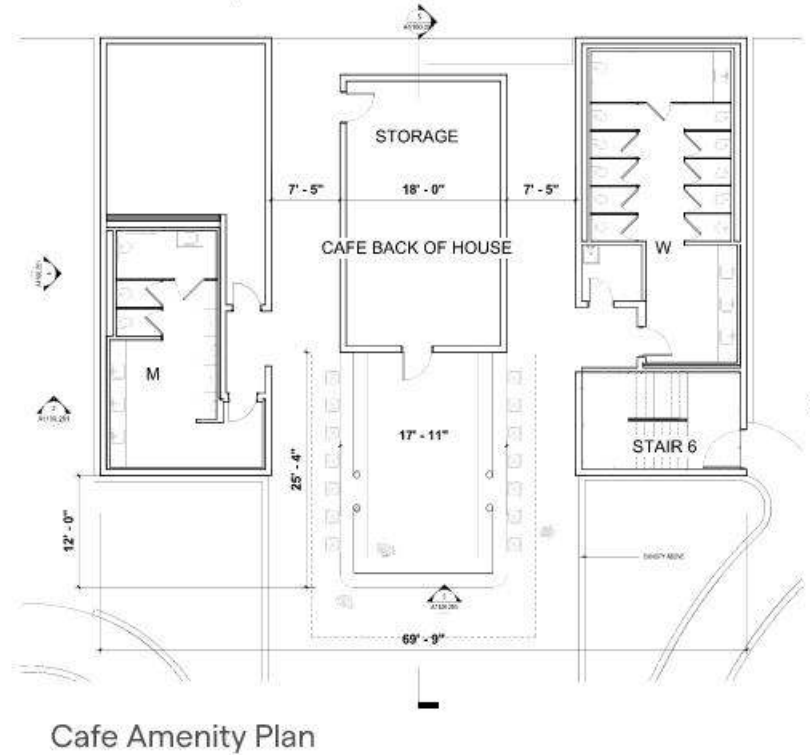 5
STORAGE
7' - 5"
18' - 0"
7' - 5"
CAFE BACK OF HOUSE
W
M
17' - 11"
STAIR 6
25' - 4"
12' - 0"
69' - 9"
Cafe Amenity Plan